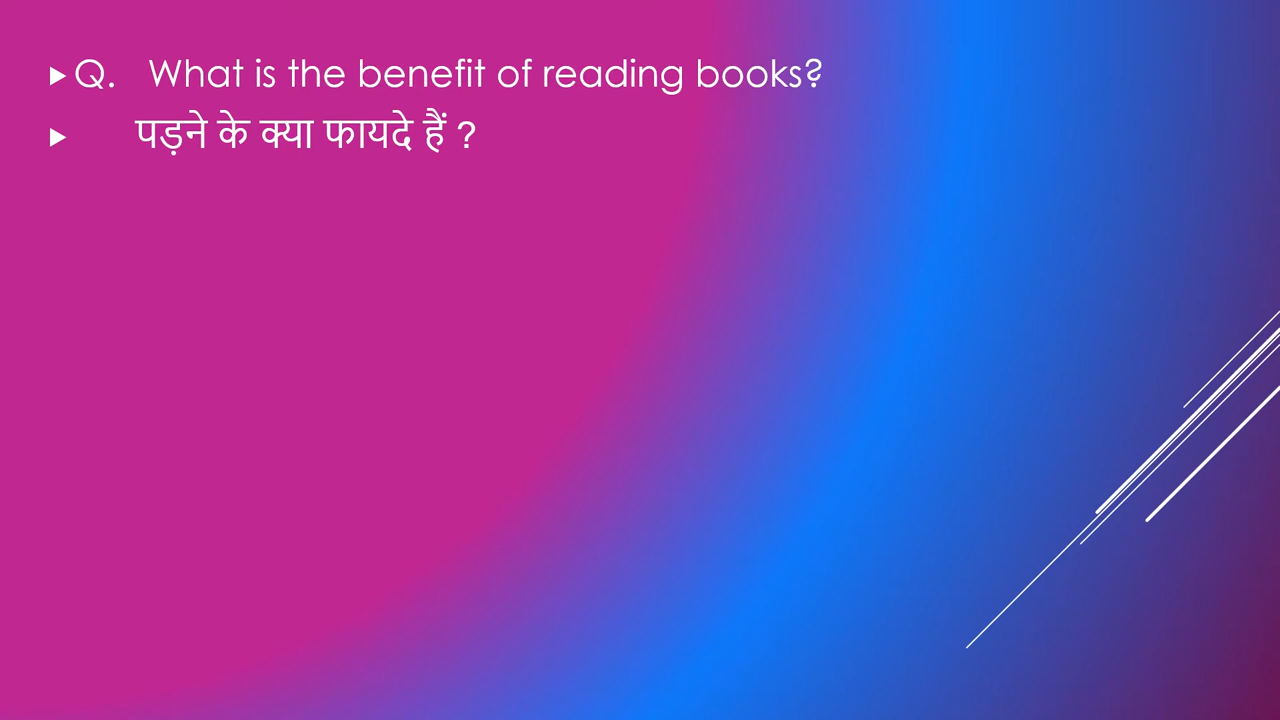 Q. What is the benefit of reading books?
पड़ने के क्या फायदे हैं ?